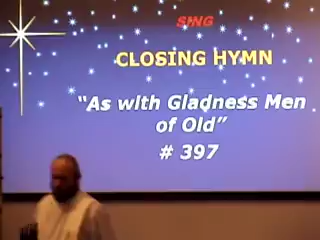 SING
CLOSING HYMN
“As with Gladness Men
of Old”
# 397